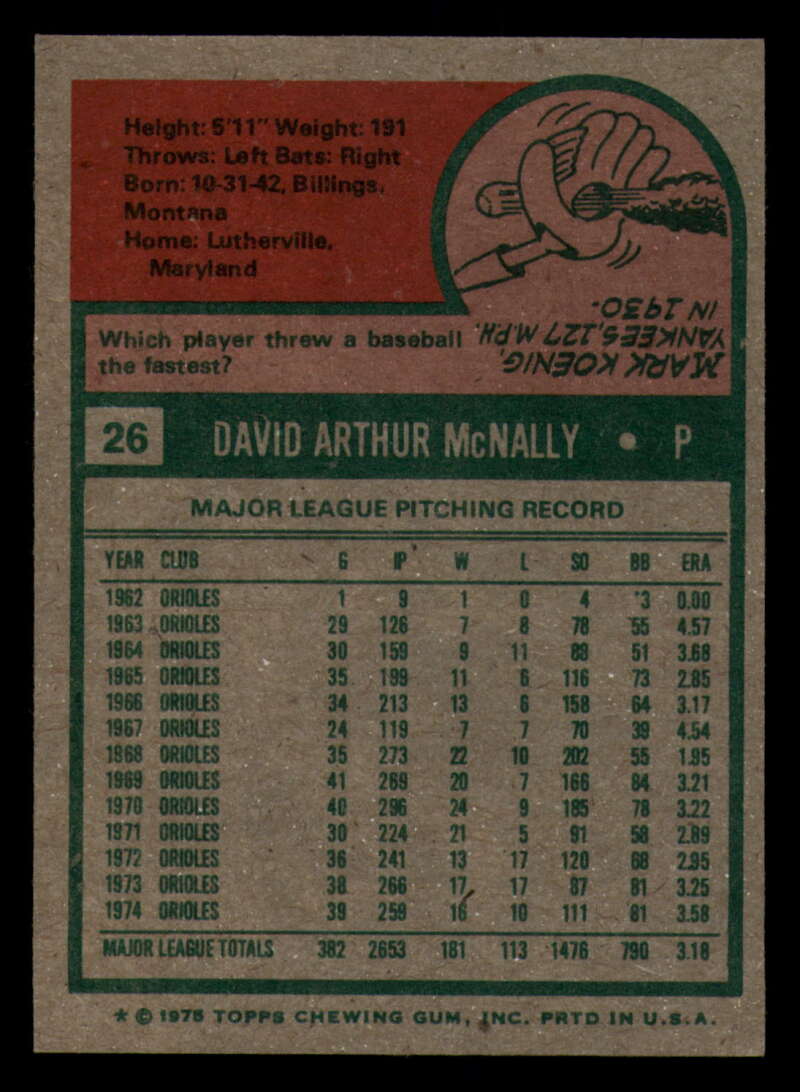 Height: 5'11" Weight: 191
Throws: Left Bats: Right
Born: 10-31-42, Billings,
Montana
Home: Lutherville,
Maryland
Which player threw a baseball
the fastest?
MARK KOENIG,
YANKEES, 127 M.P.H.
IN 1930.
26 DAVID ARTHUR McNALLY • P
MAJOR LEAGUE PITCHING RECORD
YEAR CLUB G IP W L SO BB ERA
1962 ORIOLES 1 9 1 0 4 3 0.00
1963 ORIOLES 29 126 7 8 78 55 4.57
1964 ORIOLES 30 159 9 11 88 51 3.68
1965 ORIOLES 35 199 11 6 116 73 2.85
1966 ORIOLES 34 213 13 6 158 64 3.17
1967 ORIOLES 24 119 7 7 70 39 4.54
1968 ORIOLES 35 273 22 10 202 55 1.95
1969 ORIOLES 41 269 20 7 166 84 3.21
1970 ORIOLES 40 296 24 9 185 78 3.22
1971 ORIOLES 30 224 21 5 91 58 2.89
1972 ORIOLES 36 241 13 17 120 68 2.95
1973 ORIOLES 38 266 17 17 87 81 3.25
1974 ORIOLES 39 259 16 10 111 81 3.58
MAJOR LEAGUE TOTALS 382 2653 181 113 1476 790 3.18
* © 1975 TOPPS CHEWING GUM, INC. PRTD IN U.S.A.